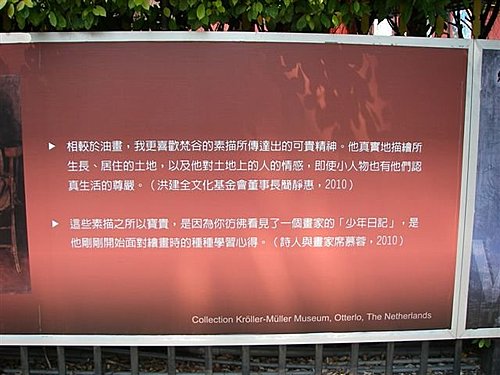 ▶ 相較於油畫，我更喜歡梵谷的素描所傳達出的可貴精神。他真實地描繪所
生長、居住的土地，以及他對土地上的人的情感，即使小人物也有他們認
真生活的尊嚴。（洪建全文化基金會董事長簡靜惠，2010）
▶ 這些素描之所以寶貴，是因為你彷彿看見了一個畫家的「少年日記」，是
他剛剛開始面對繪畫時的種種學習心得。（詩人與畫家席慕蓉，2010）
Collection Kröller-Müller Museum, Otterlo, The Netherlands